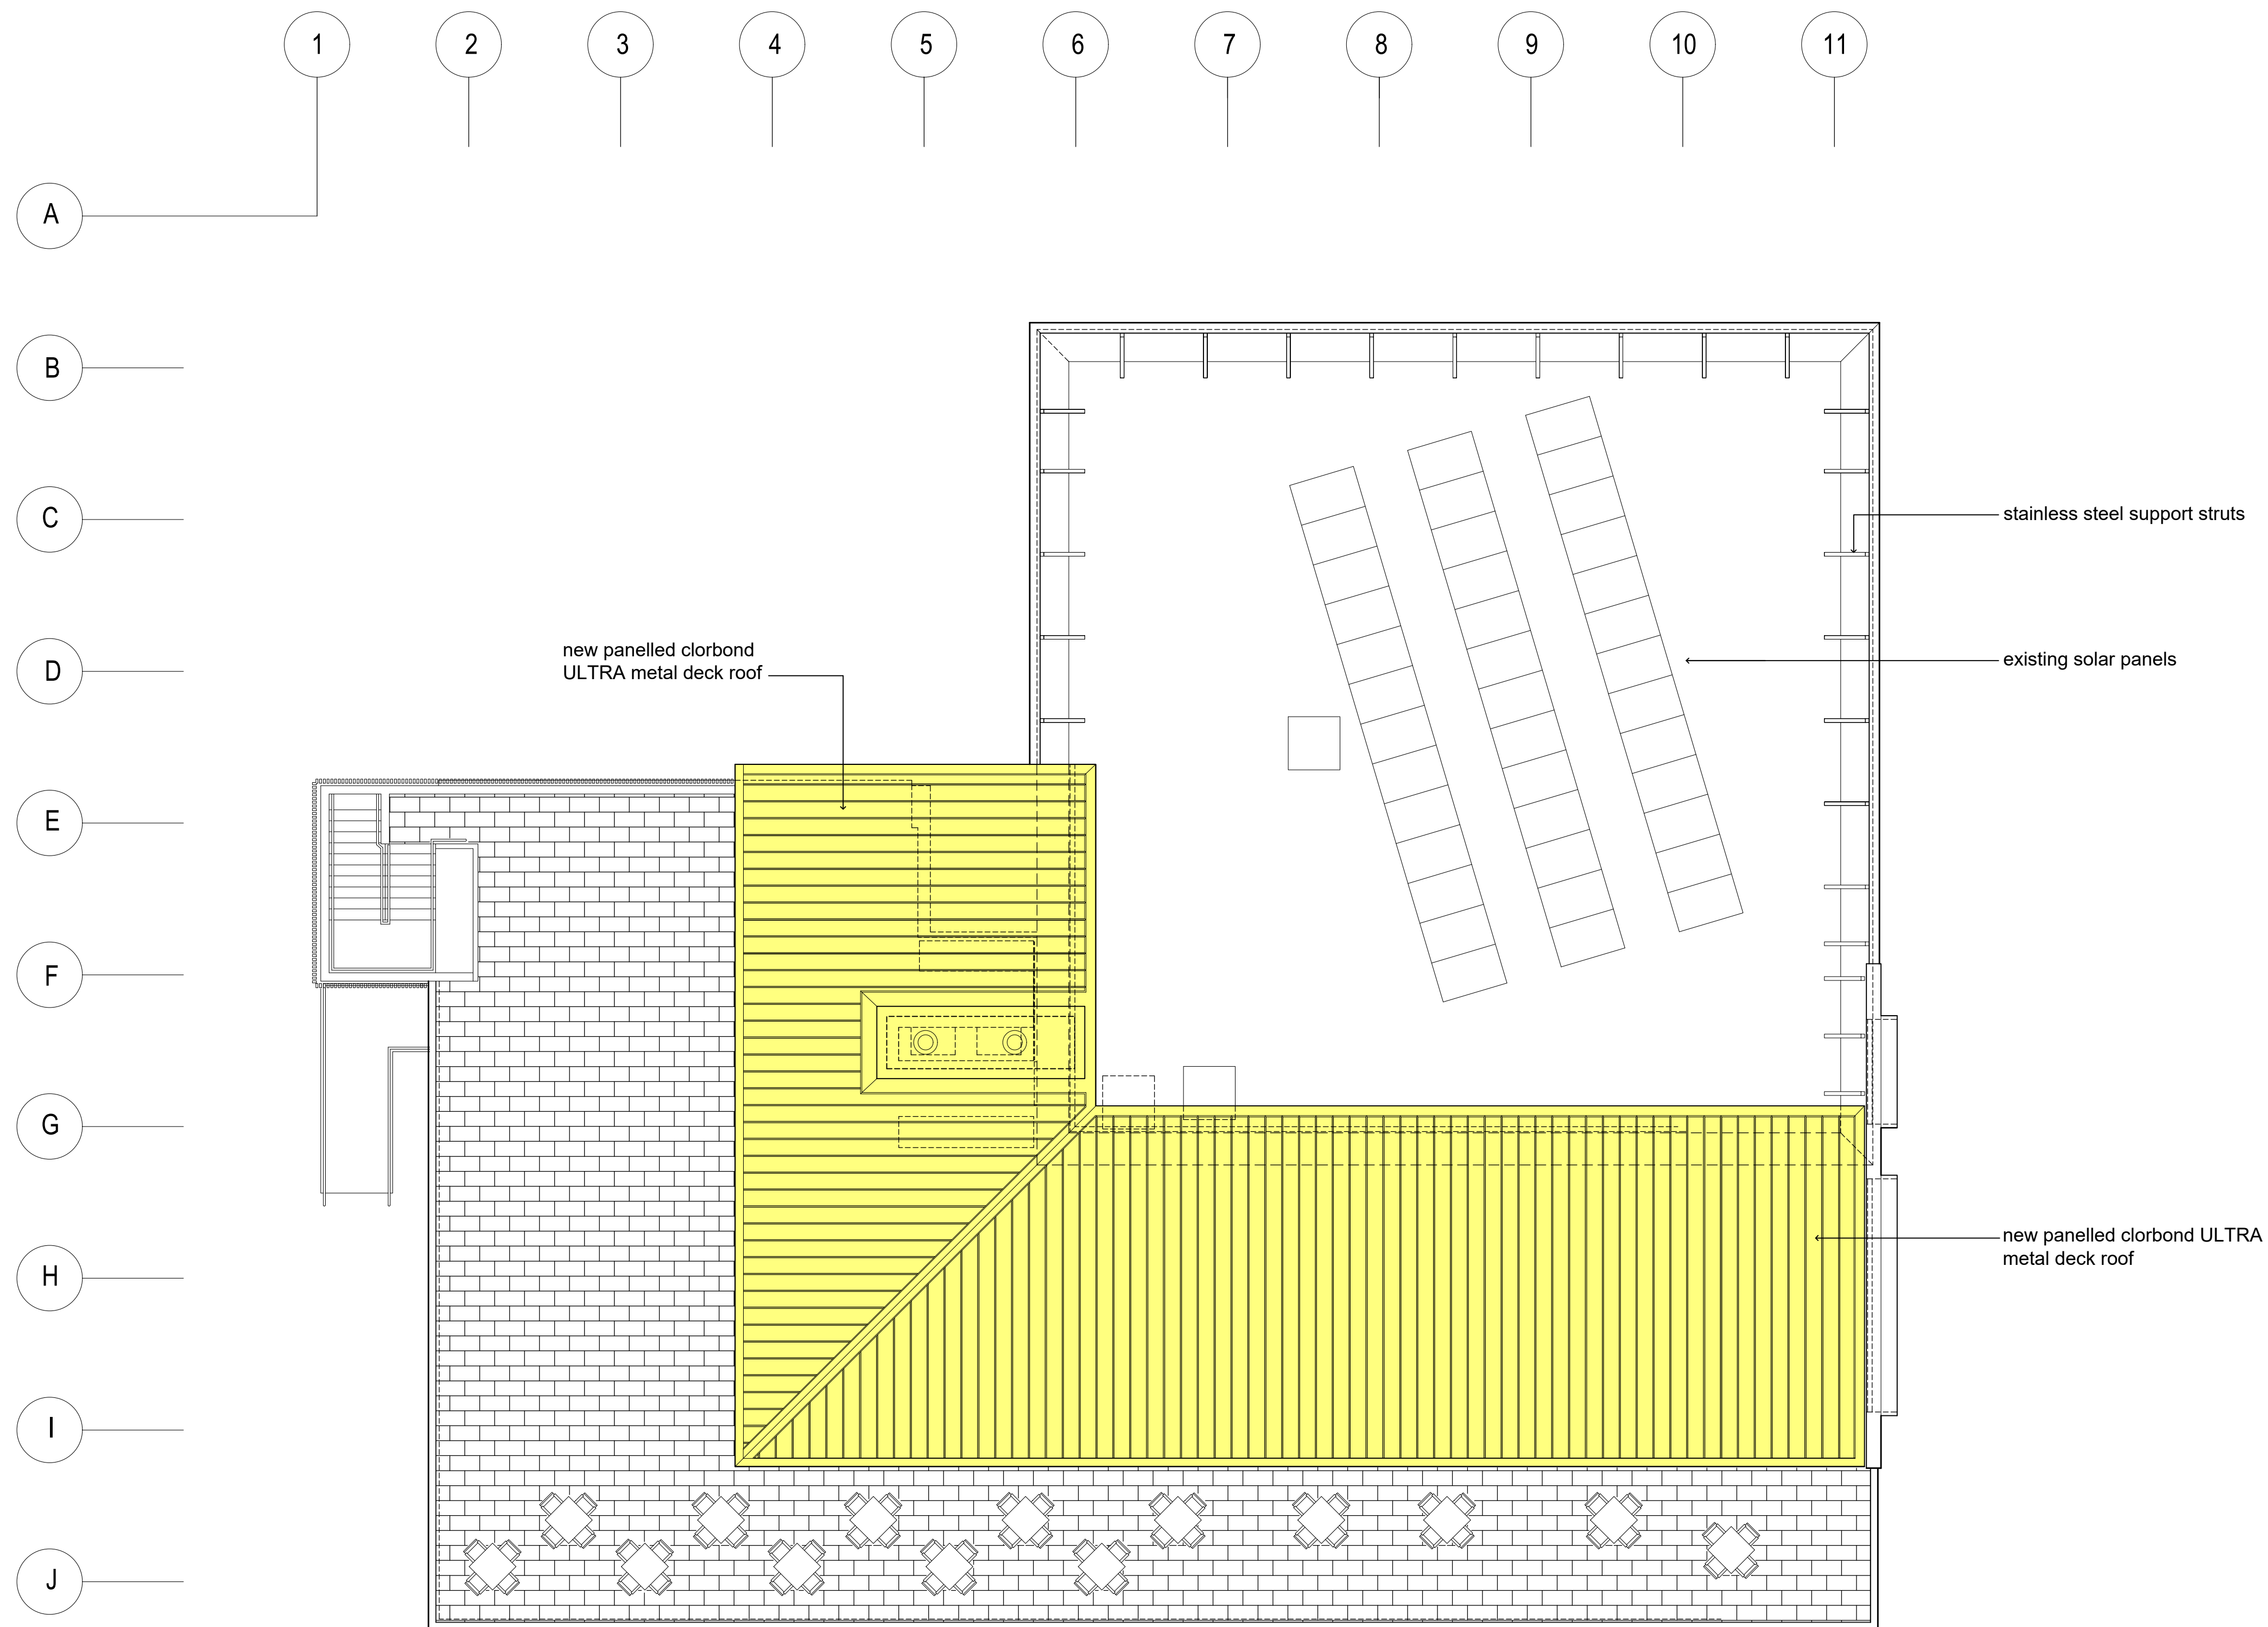 1 2 3 4 5 6 7 8 9 10 11
A
B
C
stainless steel support struts
D
new panelled clorbond
ULTRA metal deck roof
existing solar panels
E
F
G
H
new panelled clorbond ULTRA
metal deck roof
I
J